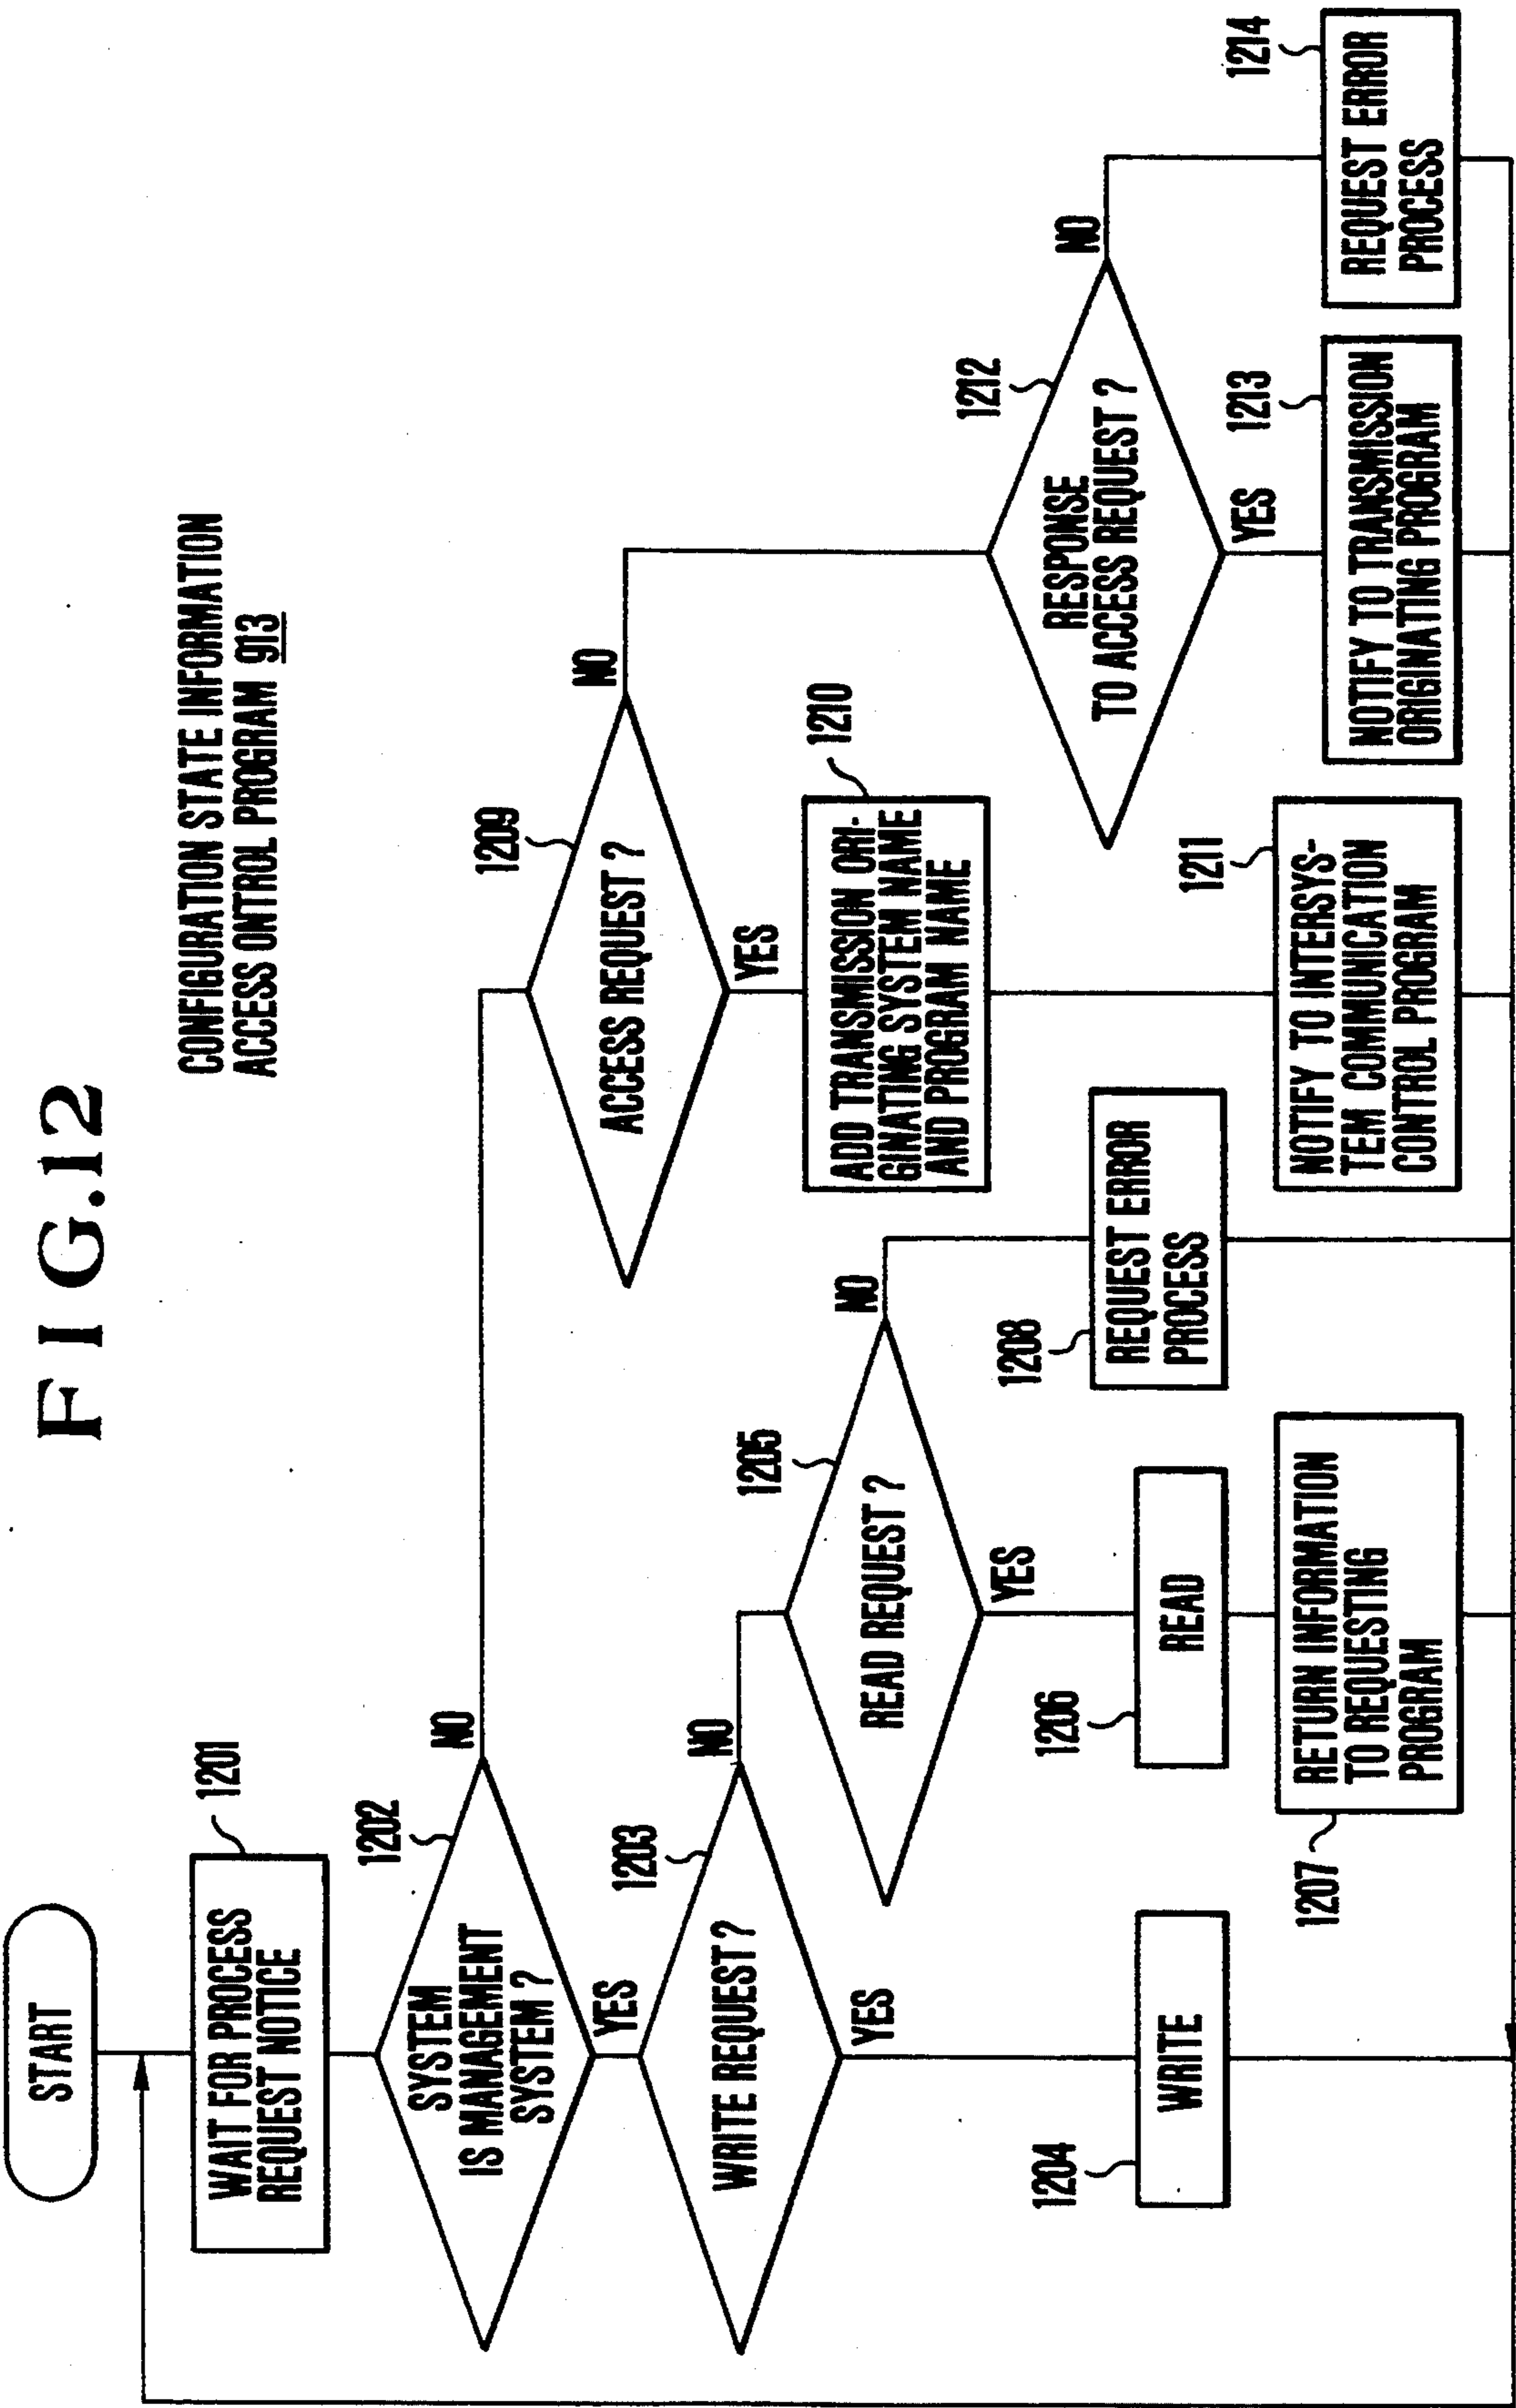 FIG.12
CONFIGURATION STATE INFORMATION
ACCESS ONTROL PROGRAM 913
START
WAIT FOR PROCESS
REQUEST NOTICE
1201
SYSTEM
IS MANAGEMENT
SYSTEM ?
1202
NO
YES
WRITE REQUEST ?
1203
NO
YES
1204
WRITE
READ REQUEST ?
1205
NO
YES
1206
READ
1207
RETURN INFORMATION
TO REQUESTING
PROGRAM
1208
REQUEST ERROR
PROCESS
ACCESS REQUEST ?
1209
NO
YES
1210
ADD TRANSMISSION ORI-
GINATING SYSTEM NAME
AND PROGRAM NAME
1211
NOTIFY TO INTERSYS-
TEM COMMUNICATION
CONTROL PROGRAM
RESPONSE
TO ACCESS REQUEST ?
1212
NO
YES
1213
NOTIFY TO TRANSMISSION
ORIGINATING PROGRAM
1214
REQUEST ERROR
PROCESS